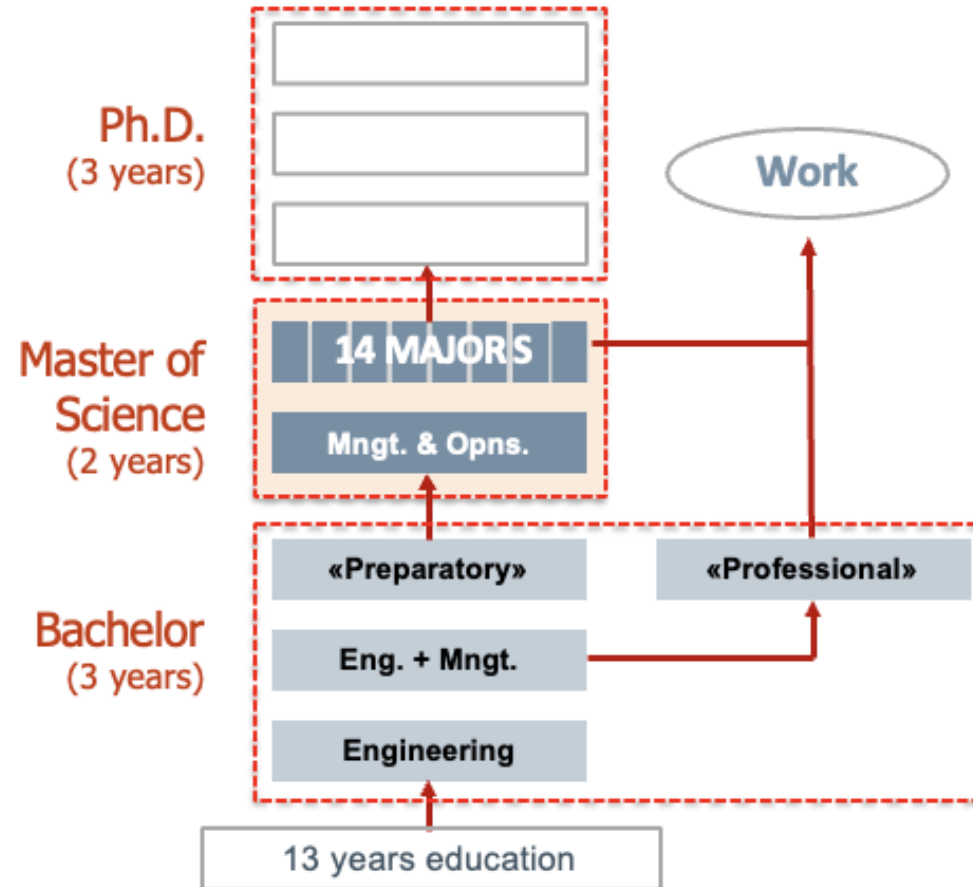 Ph.D.
(3 years)
Work
Master of
Science
(2 years)
14 MAJORS
Mngt. & Opns.
Bachelor
(3 years)
«Preparatory»
«Professional»
Eng. + Mngt.
Engineering
13 years education